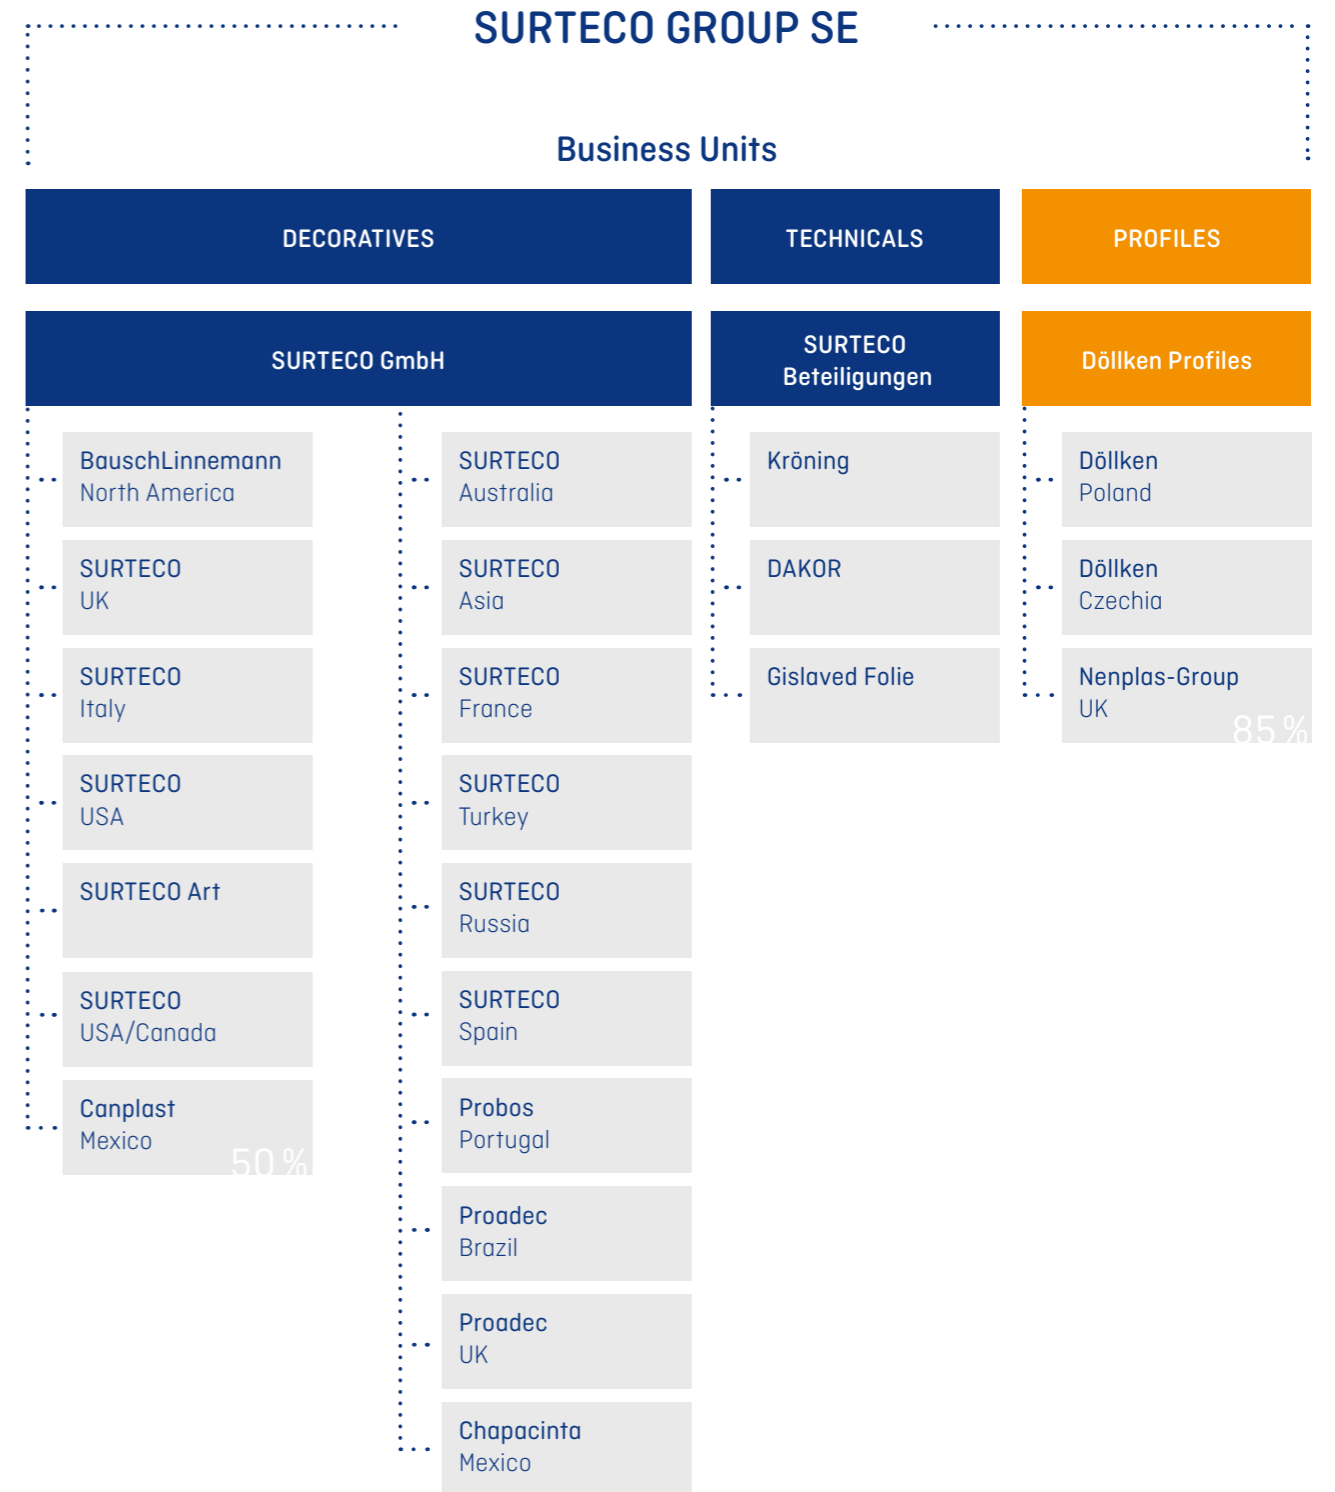 SURTECO GROUP SE
Business Units
DECORATIVES
TECHNICALS
PROFILES
SURTECO GmbH
SURTECO
Beteiligungen
Döllken Profiles
BauschLinnemann
North America
SURTECO
UK
SURTECO
Italy
SURTECO
USA
SURTECO Art
SURTECO
USA/Canada
Canplast
Mexico
50 %
SURTECO
Australia
SURTECO
Asia
SURTECO
France
SURTECO
Turkey
SURTECO
Russia
SURTECO
Spain
Probos
Portugal
Proadec
Brazil
Proadec
UK
Chapacinta
Mexico
Kröning
DAKOR
Gislaved Folie
Döllken
Poland
Döllken
Czechia
Nenplas-Group
UK
85 %